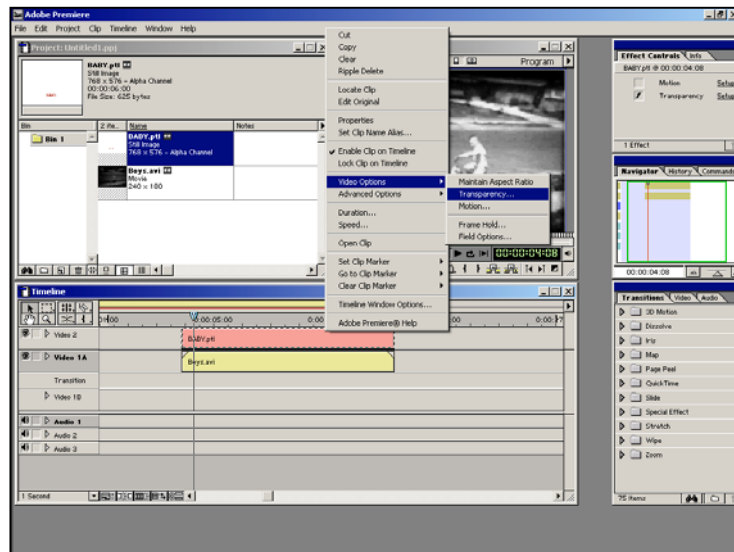 Adobe Premiere
File Edit Project Clip Timeline Window Help
Project: Untitled1.ppj
BABY.ptl
Still Image
768 x 576 - Alpha Channel
00:00:06:00
File Size: 625 bytes
Bin
2 ite..
Name
Notes
Bin 1
BABY.ptl
Still Image
768 x 576 - Alpha Channel
Boys.avi
Movie
240 x 180
Cut
Copy
Clear
Ripple Delete
Locate Clip
Edit Original
Properties
Set Clip Name Alias...
Enable Clip on Timeline
Lock Clip on Timeline
Video Options
Advanced Options
Duration...
Speed...
Open Clip
Set Clip Marker
Go to Clip Marker
Clear Clip Marker
Timeline Window Options...
Adobe Premiere® Help
Maintain Aspect Ratio
Transparency...
Motion...
Frame Hold...
Field Options...
Program
00:00:04:08
Effect Controls Info
BABY.ptl @ 00:00:04:08
Motion Setup
Transparency Setup
1 Effect
Navigator History Commands
00:00:04:08
Transitions Video Audio
3D Motion
Dissolve
Iris
Map
Page Peel
QuickTime
Slide
Special Effect
Stretch
Wipe
Zoom
75 Items
Timeline
0:00:05:00
Video 2
BABY.ptl
Video 1A
Boys.avi
Transition
Video 1B
Audio 1
Audio 2
Audio 3
1 Second